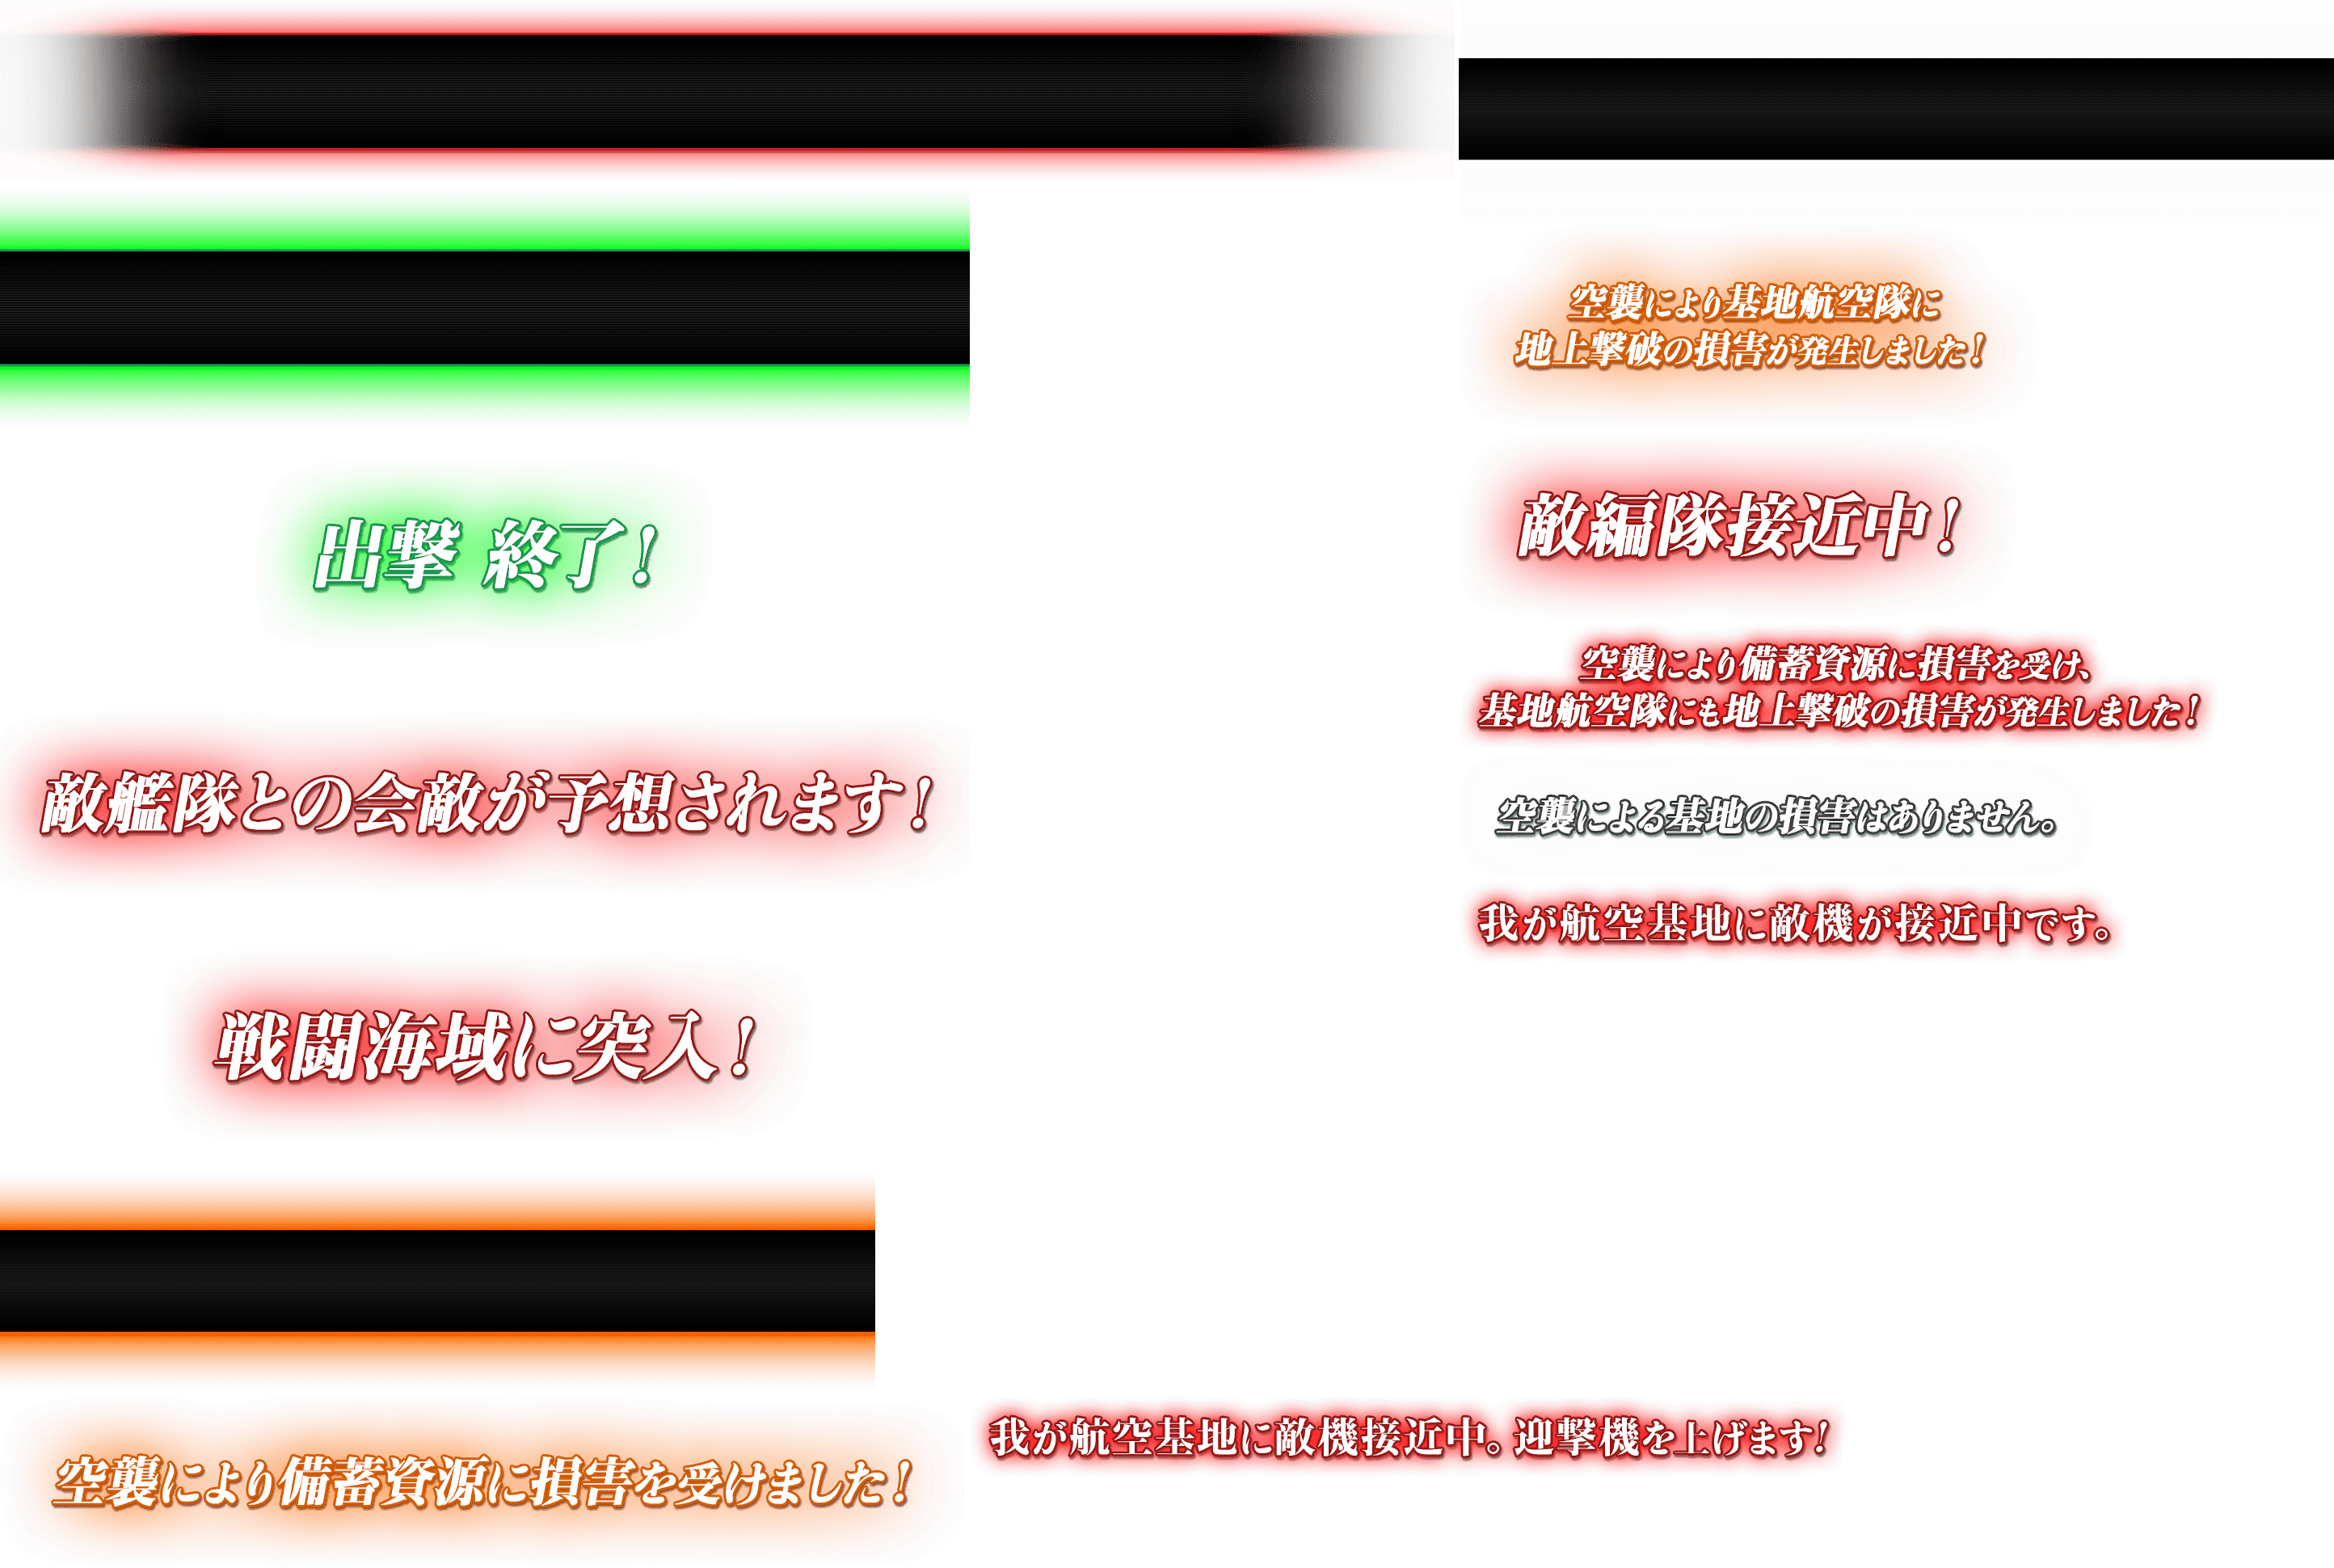 出撃 終了!
敵艦隊との会敵が予想されます!
戦闘海域に突入!
空襲により備蓄資源に損害を受けました!
空襲により基地航空隊に
地上撃破の損害が発生しました!
敵編隊接近中!
空襲により備蓄資源に損害を受け、
基地航空隊にも地上撃破の損害が発生しました!
空襲による基地の損害はありません。
我が航空基地に敵機が接近中です。
我が航空基地に敵機接近中。迎撃機を上げます!